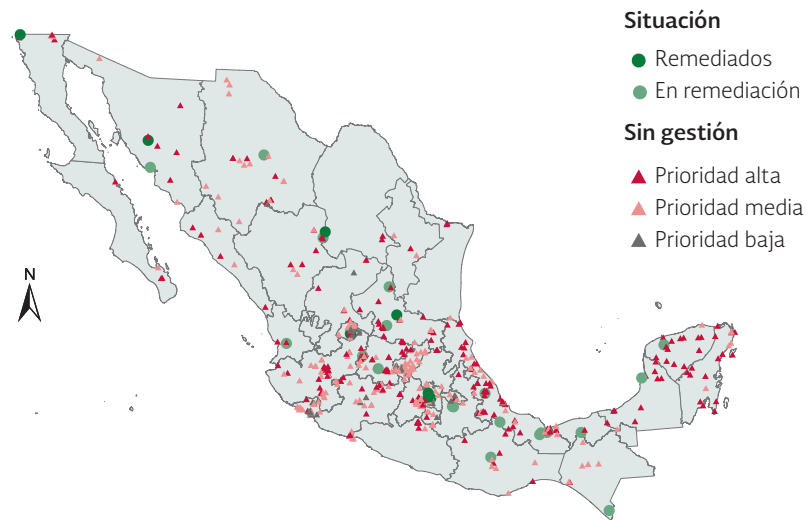 Situación
Remediados
En remediación
Sin gestión
Prioridad alta
Prioridad media
Prioridad baja
N